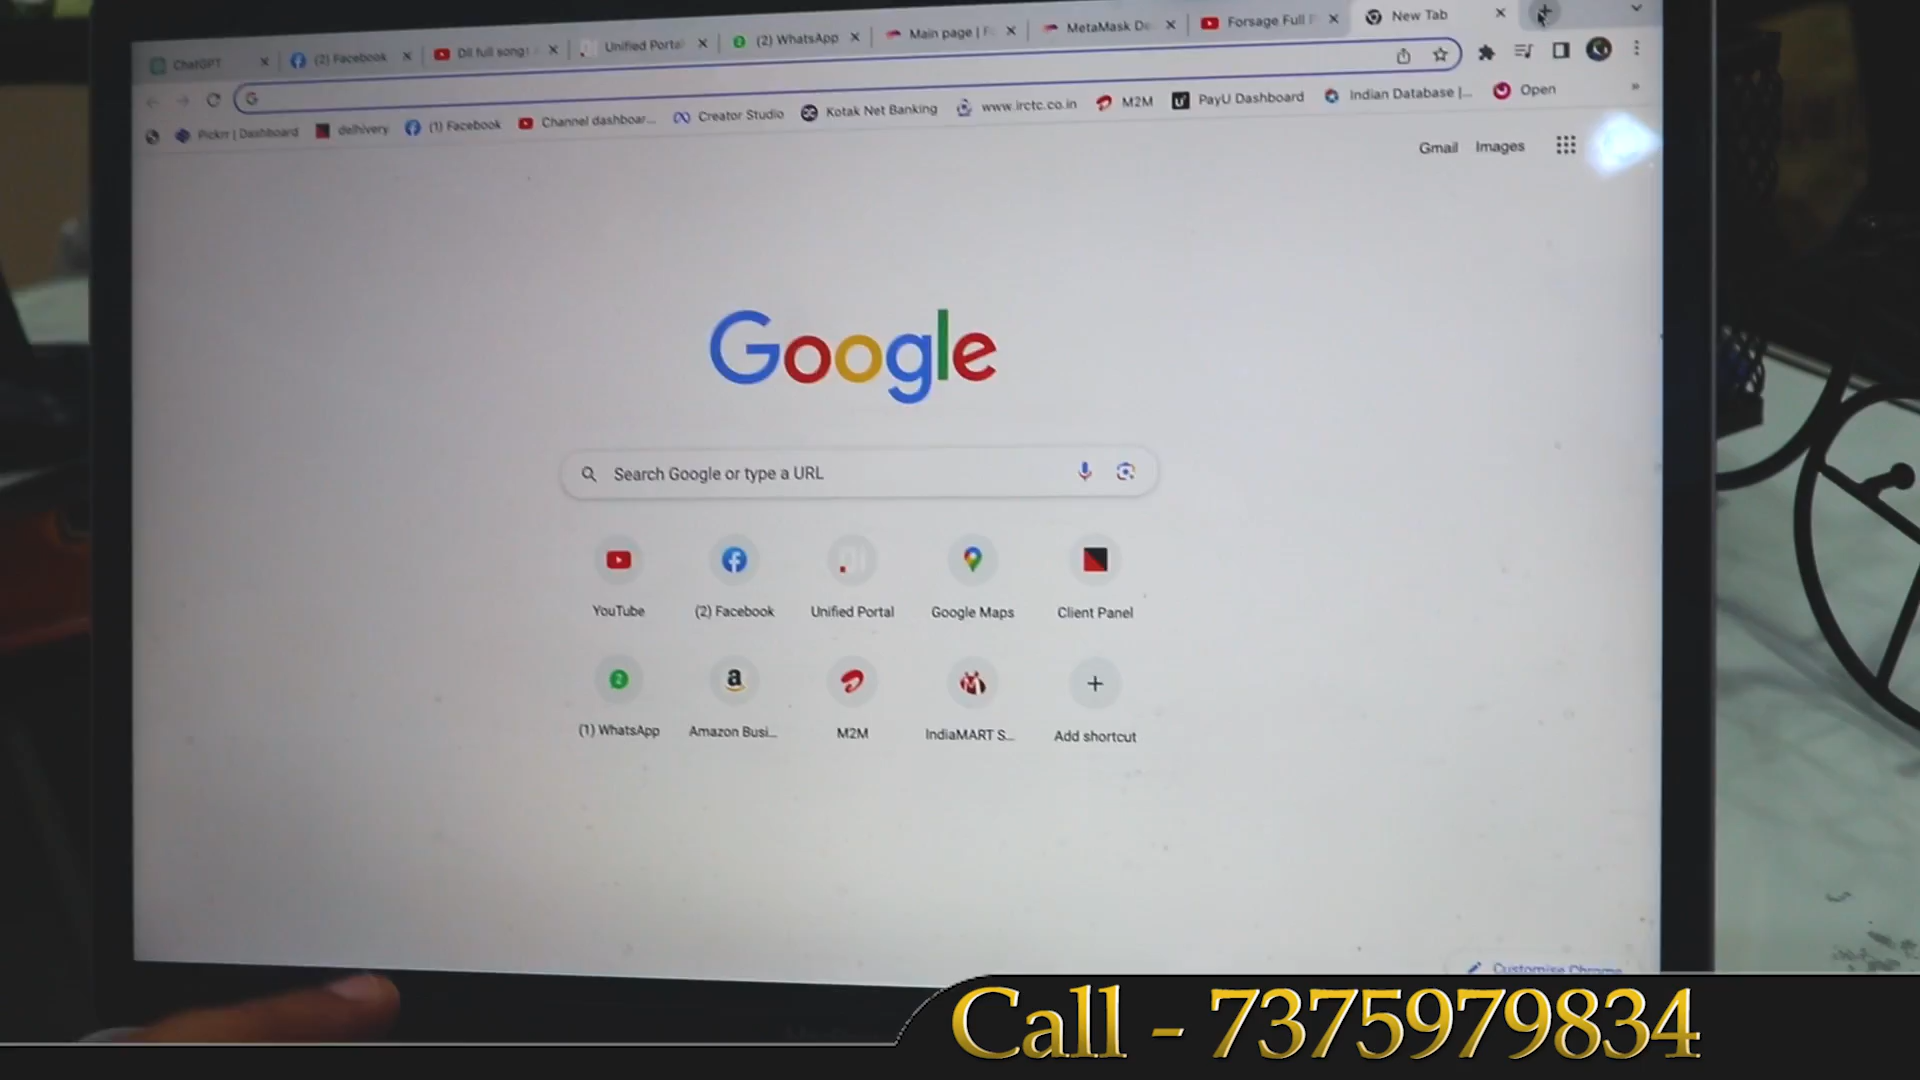 ChatGPT
(2) Facebook
Dil full song!
Unified Portal
(2) WhatsApp
Main page | F
MetaMask De
Forsage Full
New Tab
Pickrr | Dashboard
delhivery
(1) Facebook
Channel dashboar...
Creator Studio
Kotak Net Banking
www.irctc.co.in
M2M
PayU Dashboard
Indian Database |...
Open
Gmail
Images
Google
Search Google or type a URL
YouTube
(2) Facebook
Unified Portal
Google Maps
Client Panel
(1) WhatsApp
Amazon Busi...
M2M
IndiaMART S...
Add shortcut
Customise Chrome
Call - 7375979834